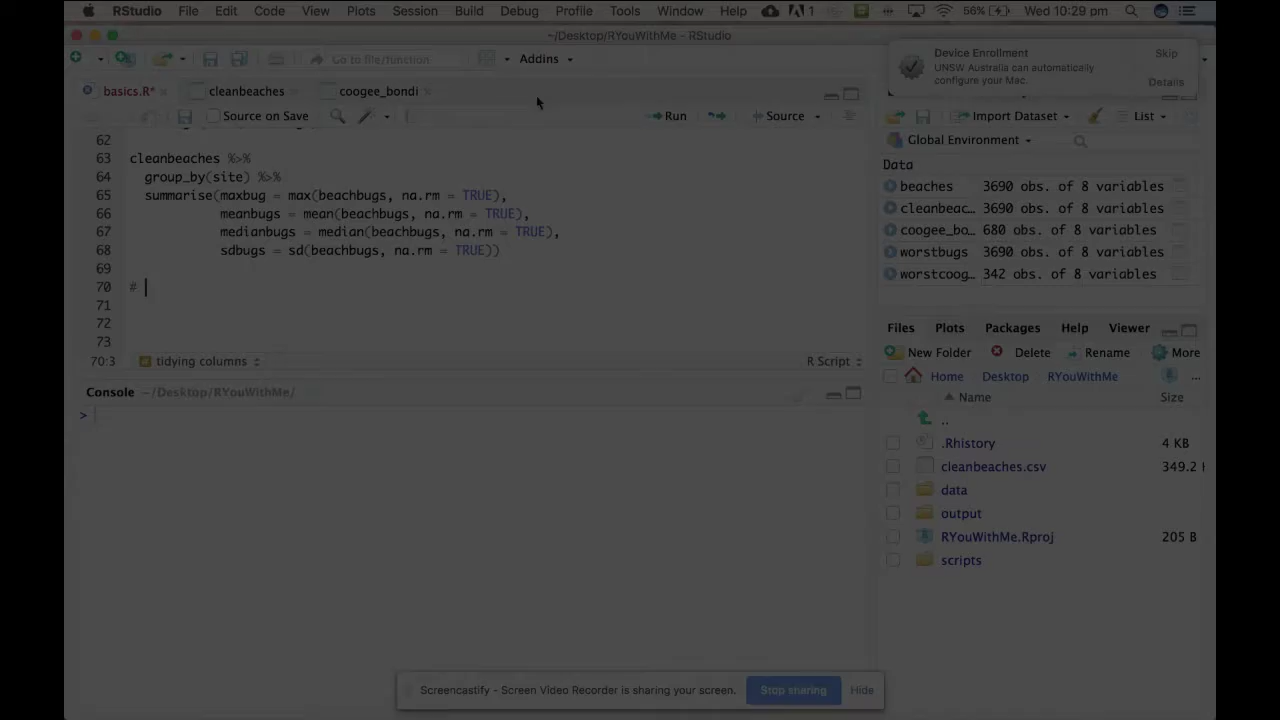 RStudio File Edit Code View Plots Session Build Debug Profile Tools Window Help 1 56% Wed 10:29 pm
~/Desktop/RYouWithMe - RStudio
Go to file/function Addins
Device Enrollment
UNSW Australia can automatically
configure your Mac.
Skip
Details
basics.R* cleanbeaches coogee_bondi
Source on Save Run Source
62
63 cleanbeaches %>%
64 group_by(site) %>%
65 summarise(maxbug = max(beachbugs, na.rm = TRUE),
66 meanbugs = mean(beachbugs, na.rm = TRUE),
67 medianbugs = median(beachbugs, na.rm = TRUE),
68 sdbugs = sd(beachbugs, na.rm = TRUE))
69
70 #
71
72
73
70:3 tidying columns R Script
Console ~/Desktop/RYouWithMe/
>
Import Dataset List
Global Environment
Data
beaches 3690 obs. of 8 variables
cleanbeac… 3690 obs. of 8 variables
coogee_bo… 680 obs. of 8 variables
worstbugs 3690 obs. of 8 variables
worstcoog… 342 obs. of 8 variables
Files Plots Packages Help Viewer
New Folder Delete Rename More
Home Desktop RYouWithMe ...
Name Size
..
.Rhistory 4 KB
cleanbeaches.csv 349.2
data
output
RYouWithMe.Rproj 205 B
scripts
Screencastify - Screen Video Recorder is sharing your screen. Stop sharing Hide